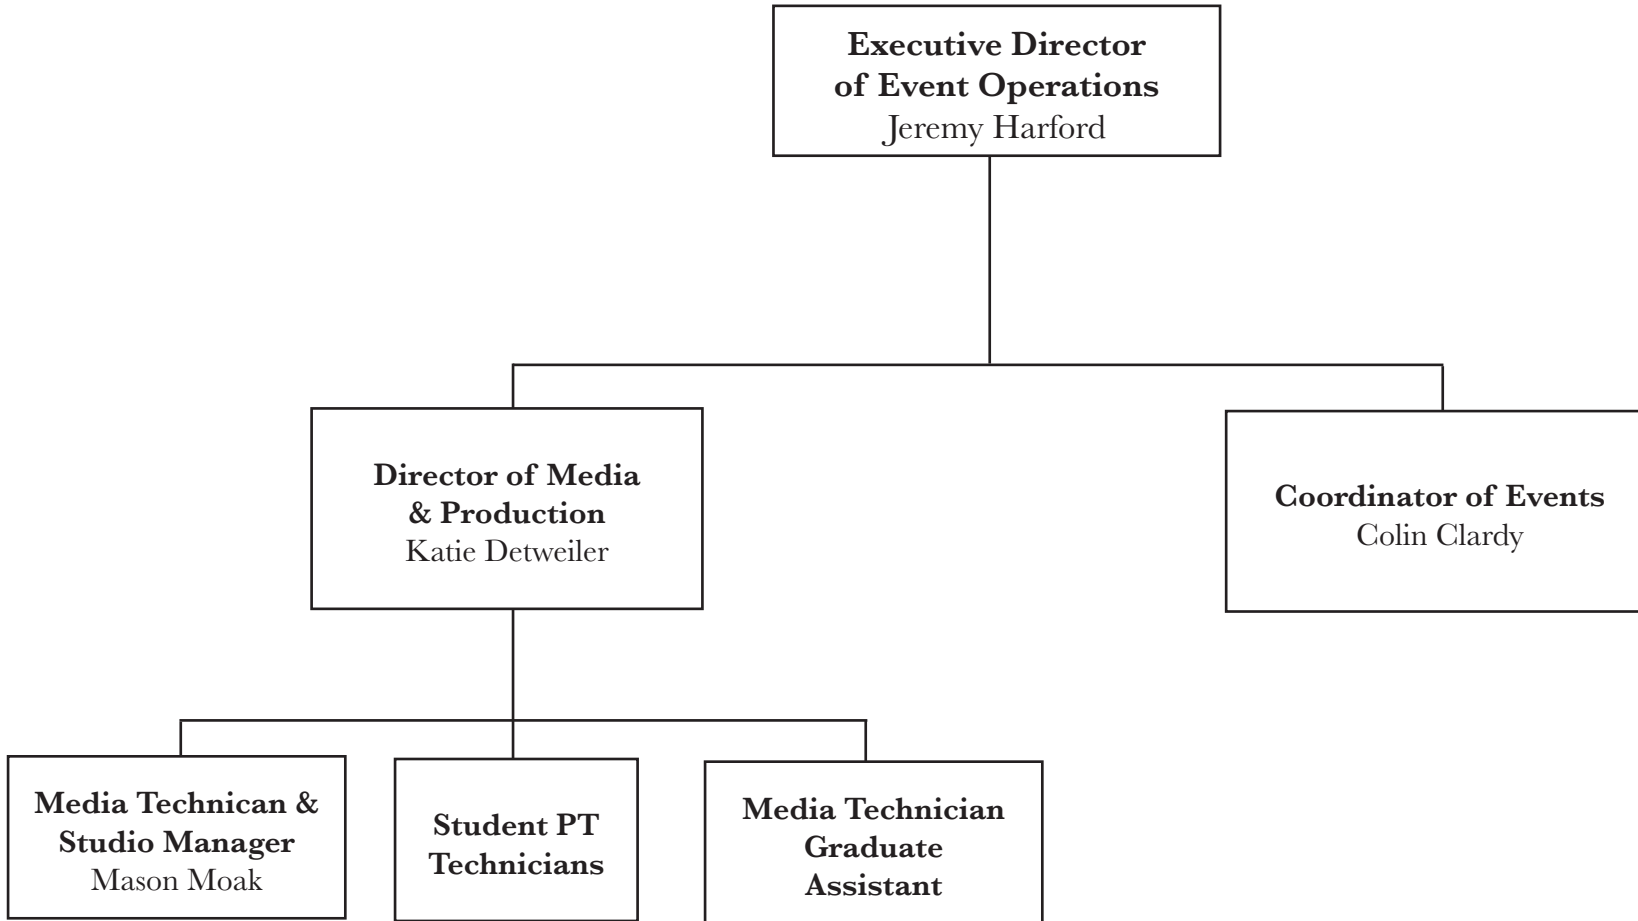 Executive Director
of Event Operations
Jeremy Harford
Director of Media
& Production
Katie Detweiler
Coordinator of Events
Colin Clardy
Media Technican &
Studio Manager
Mason Moak
Student PT
Technicians
Media Technician
Graduate
Assistant